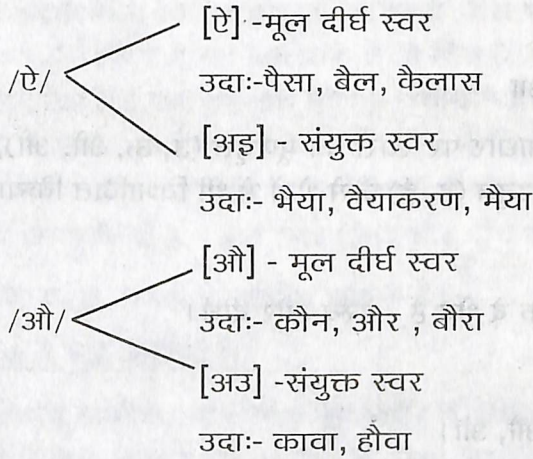 [ऐ] -मूल दीर्घ स्वर
/ऐ/
उदाः-पैसा, बैल, कैलास
[अइ] - संयुक्त स्वर
उदाः- भैया, वैयाकरण, मैया
[औ] - मूल दीर्घ स्वर
/औ/
उदाः- कौन, और , बौरा
[अउ] -संयुक्त स्वर
उदाः- कावा, हौवा